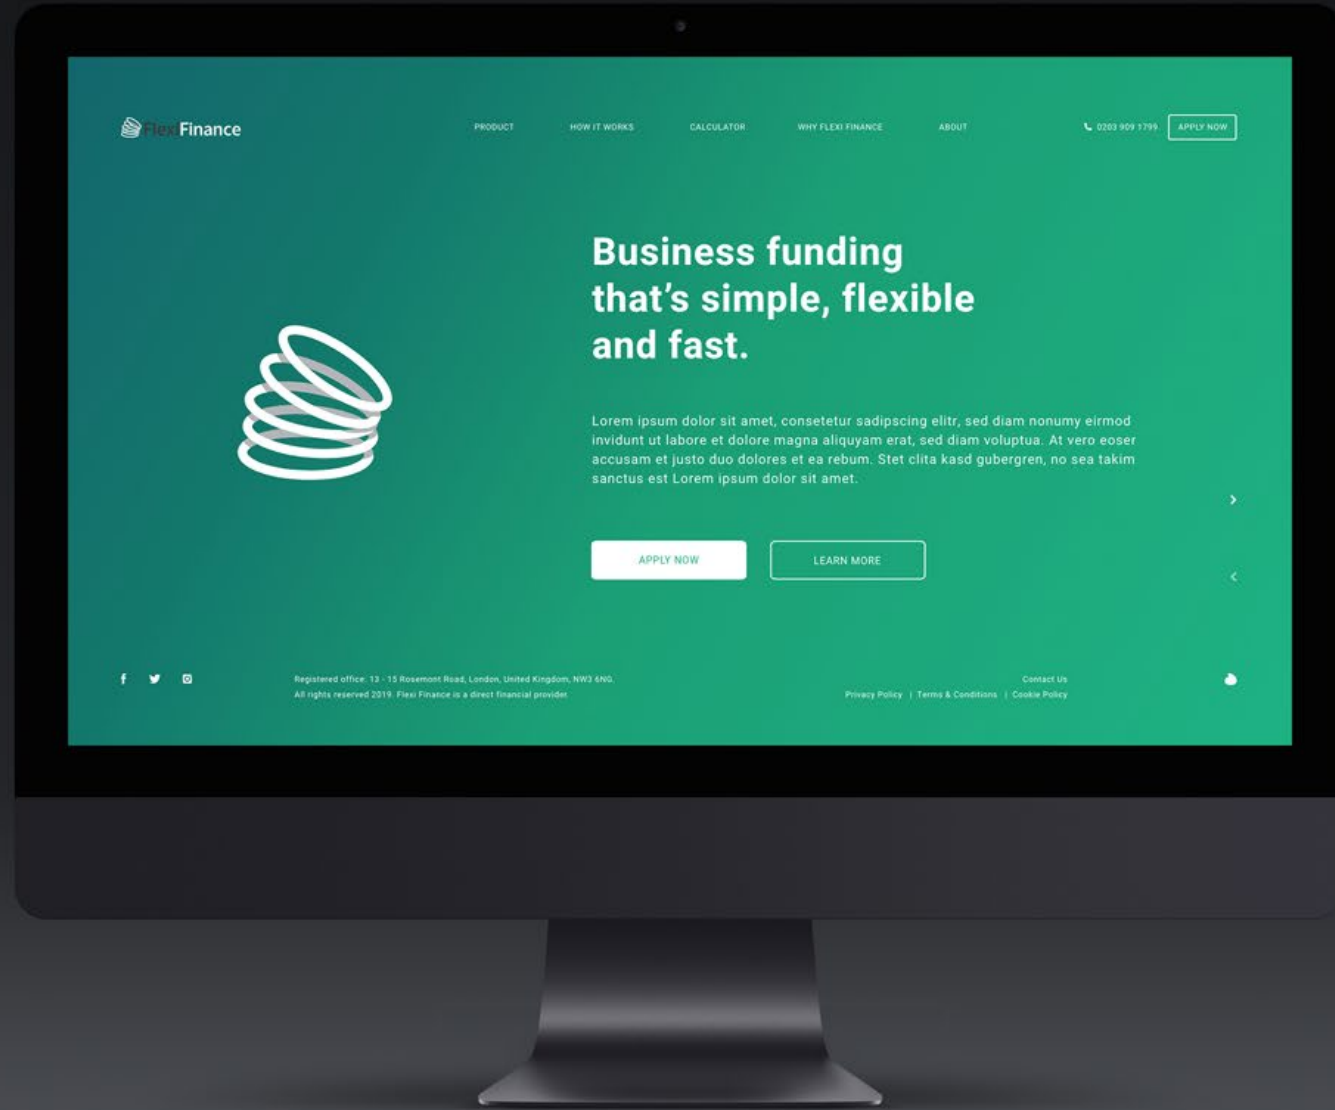 FlexiFinance
PRODUCT HOW IT WORKS CALCULATOR WHY FLEXI FINANCE ABOUT 0203 909 1799 APPLY NOW
Business funding
that’s simple, flexible
and fast.
Lorem ipsum dolor sit amet, consetetur sadipscing elitr, sed diam nonumy eirmod
invidunt ut labore et dolore magna aliquyam erat, sed diam voluptua. At vero eoser
accusam et justo duo dolores et ea rebum. Stet clita kasd gubergren, no sea takim
sanctus est Lorem ipsum dolor sit amet.
APPLY NOW LEARN MORE
Registered office: 13 - 15 Rosemont Road, London, United Kingdom, NW3 6NG.
All rights reserved 2019. Flexi Finance is a direct financial provider.
Contact Us
Privacy Policy | Terms & Conditions | Cookie Policy